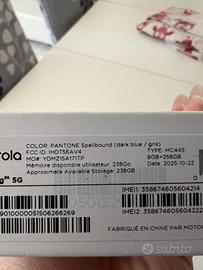 rola
COLOR: PANTONE Spellbound (dark blue / gris)
FCC ID: IHDT56AV4
TYPE: MC445
MO#: YDMZ15A171TP
8GB+256GB
Mémoire disponible utilisateur: 238Go
DATE: 2025-10-22
Approximate Available Storage: 238GB
5G
IMEI1: 358674605604214
90100000051506266269
IMEI2: 358674605604222
FABRIQUÉ EN CHINE PAR MOTOR
subito